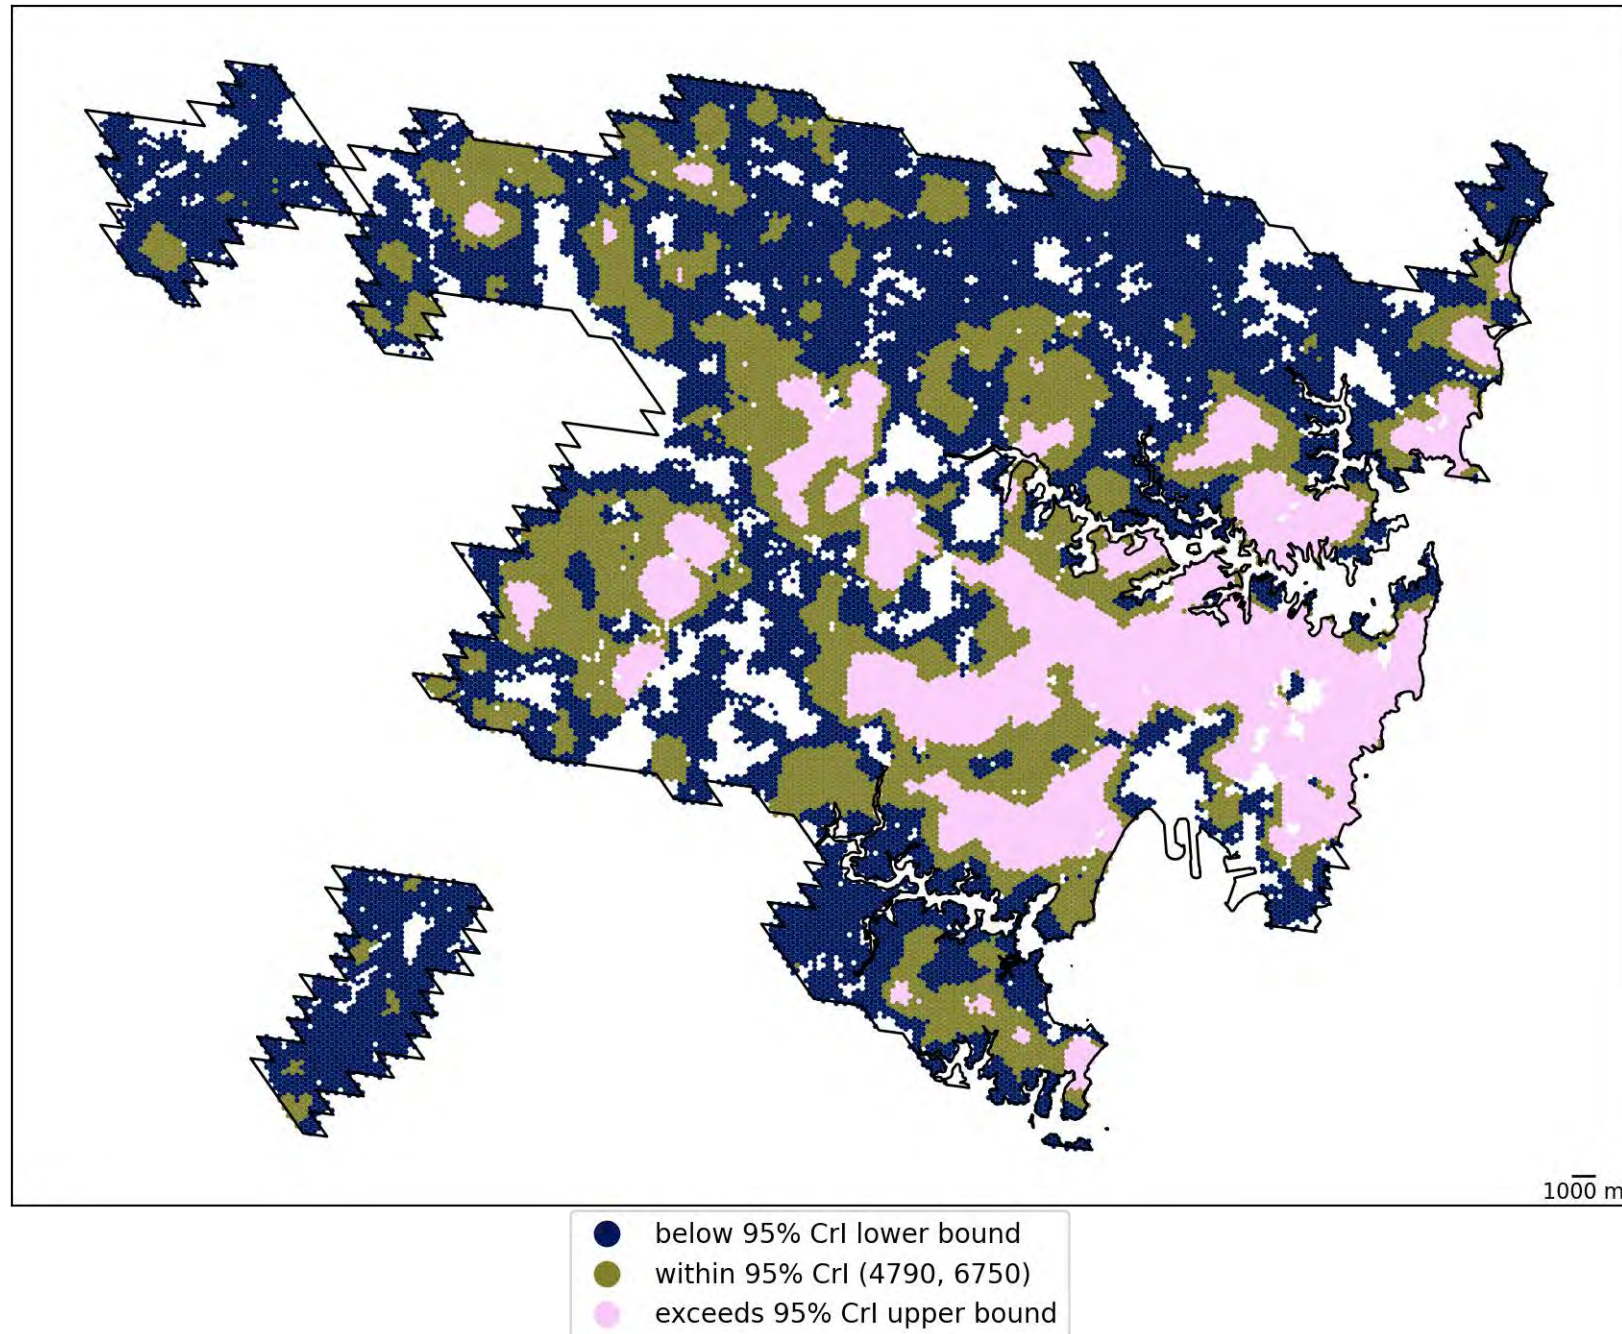 1000 m
below 95% CrI lower bound
within 95% CrI (4790, 6750)
exceeds 95% CrI upper bound